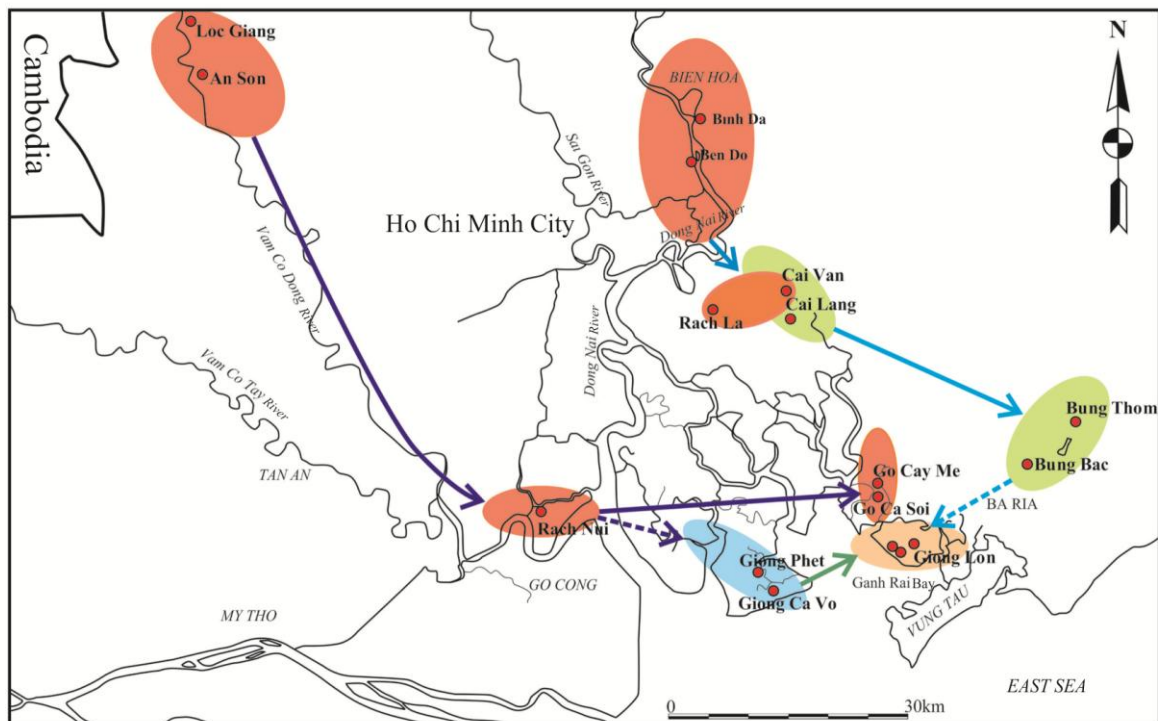 Cambodia
Loc Giang
An Son
N
BIEN HOA
Bınh Da
Ben Do
Saı Gon River
Ho Chi Minh City
Dong Nai River
Vam Co Dong River
Cai Van
Cai Lang
Rach La
Dong Nai River
Vam Co Tay River
Bung Thom
Bung Bac
TAN AN
Go Cay Me
Go Ca Soi
BA RIA
Rach Nui
Giong Lon
Giong Phet
Ganh Rai Bay
GO CONG
Giong Ca Vo
MY THO
VUNG TAU
EAST SEA
0 30km